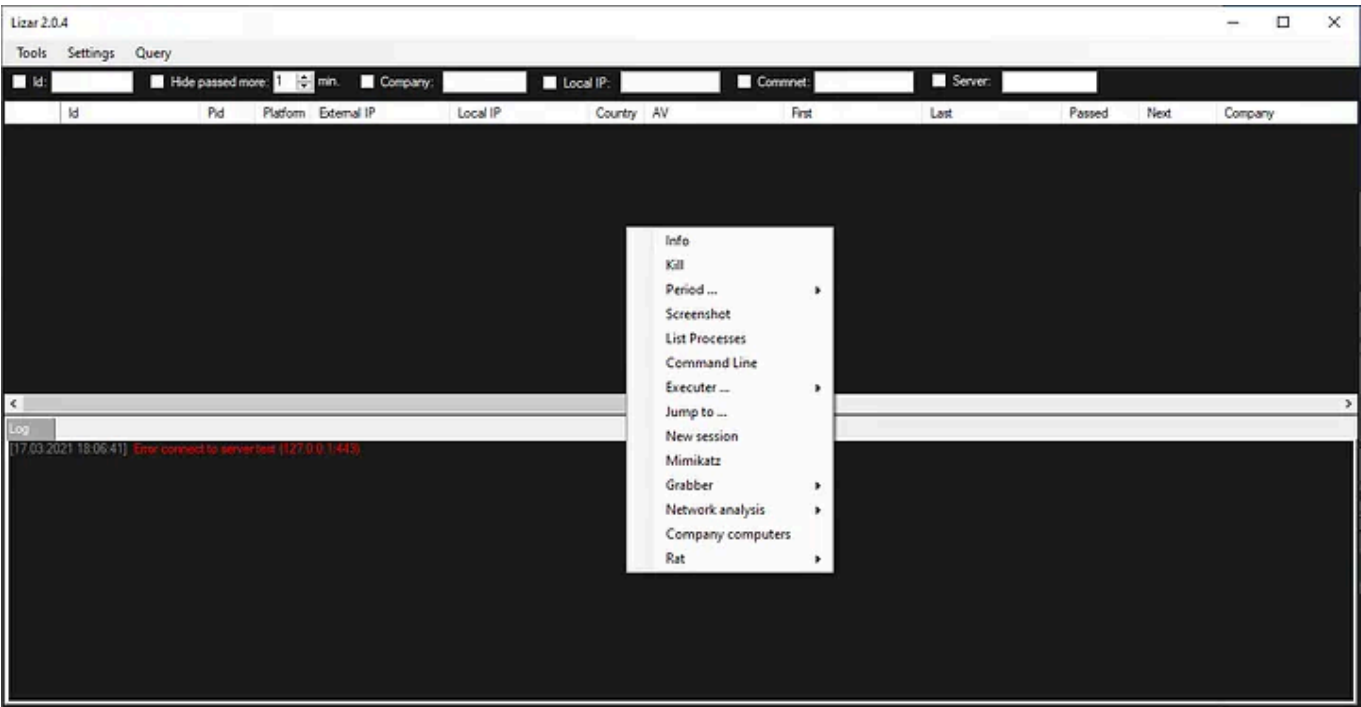 Lizar 2.0.4
Tools Settings Query
Id: Hide passed more: 1 min. Company: Local IP: Commnet: Server:
Id Pid Platform External IP Local IP Country AV First Last Passed Next Company
Info
Kill
Period ...
Screenshot
List Processes
Command Line
Executer ...
Jump to ...
New session
Mimikatz
Grabber
Network analysis
Company computers
Rat
Log
[17.03.2021 18:06:41] Error connect to server test (127.0.0.1:443)